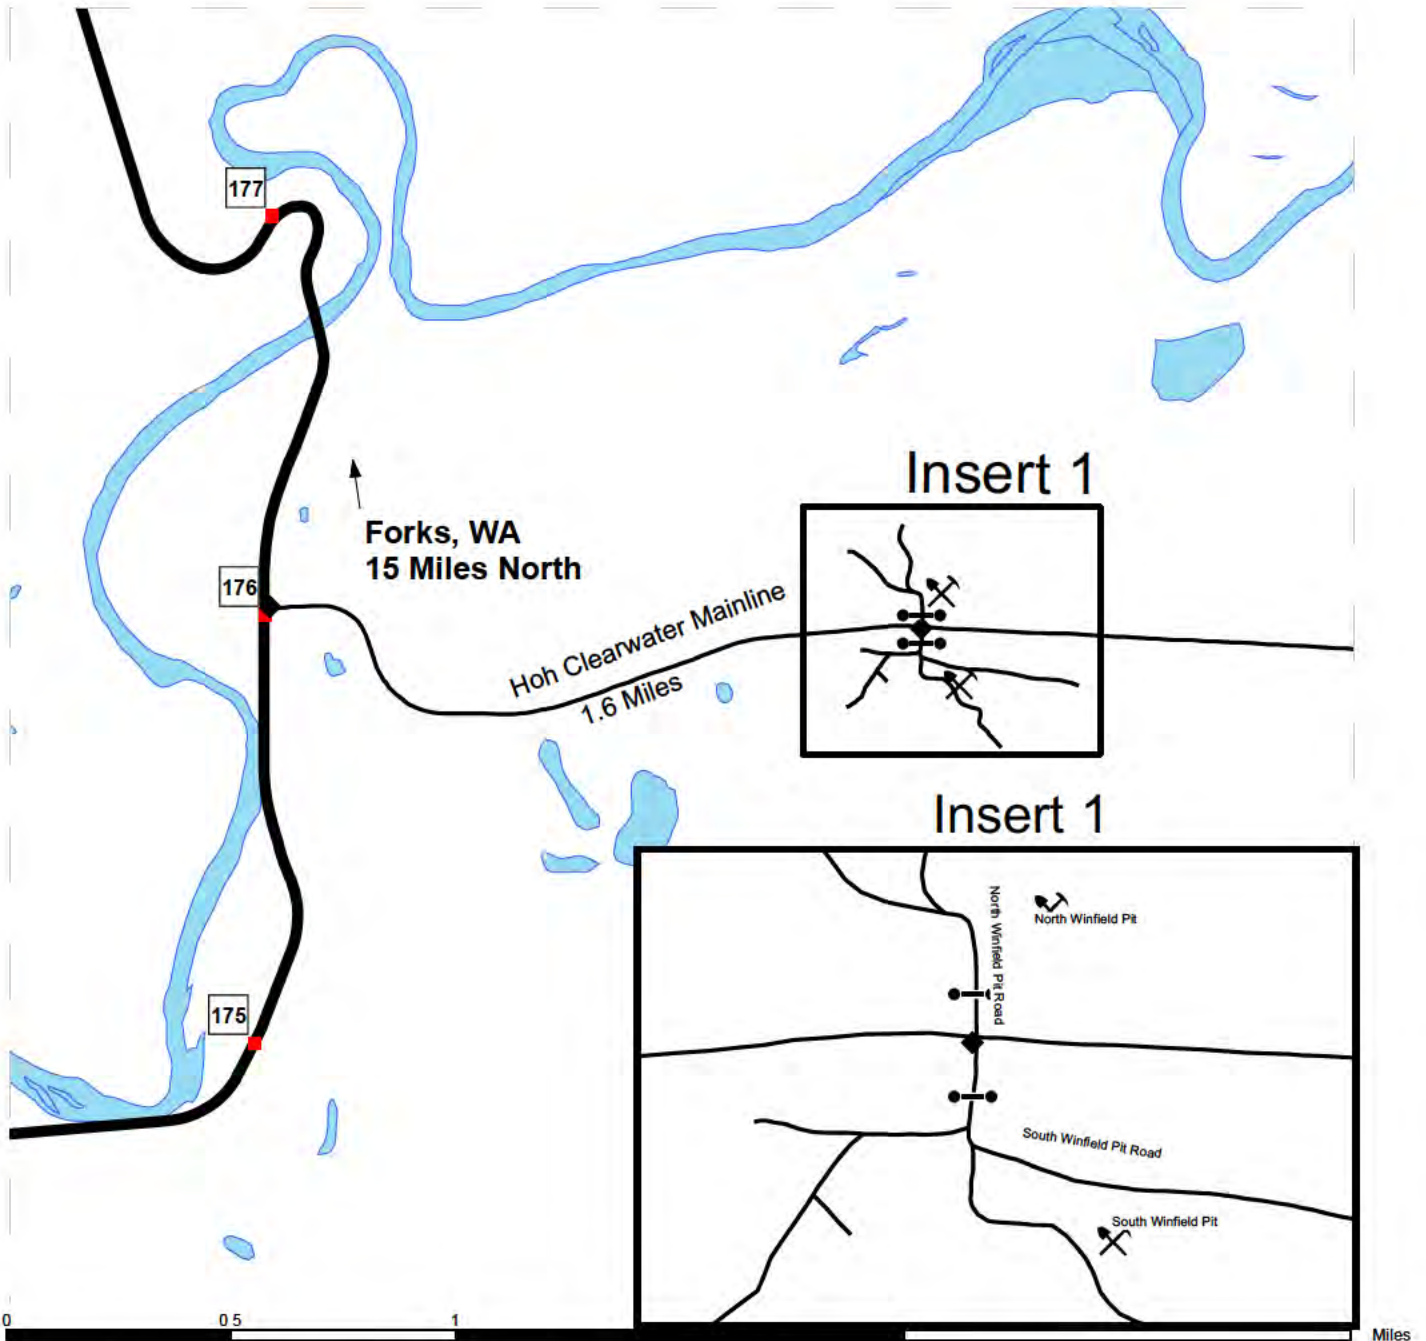 177
Insert 1
Forks, WA
15 Miles North
176
Hoh Clearwater Mainline
1.6 Miles
Insert 1
North Winfield Pit Road
North Winfield Pit
175
South Winfield Pit Road
South Winfield Pit
0 0 5 1 Miles